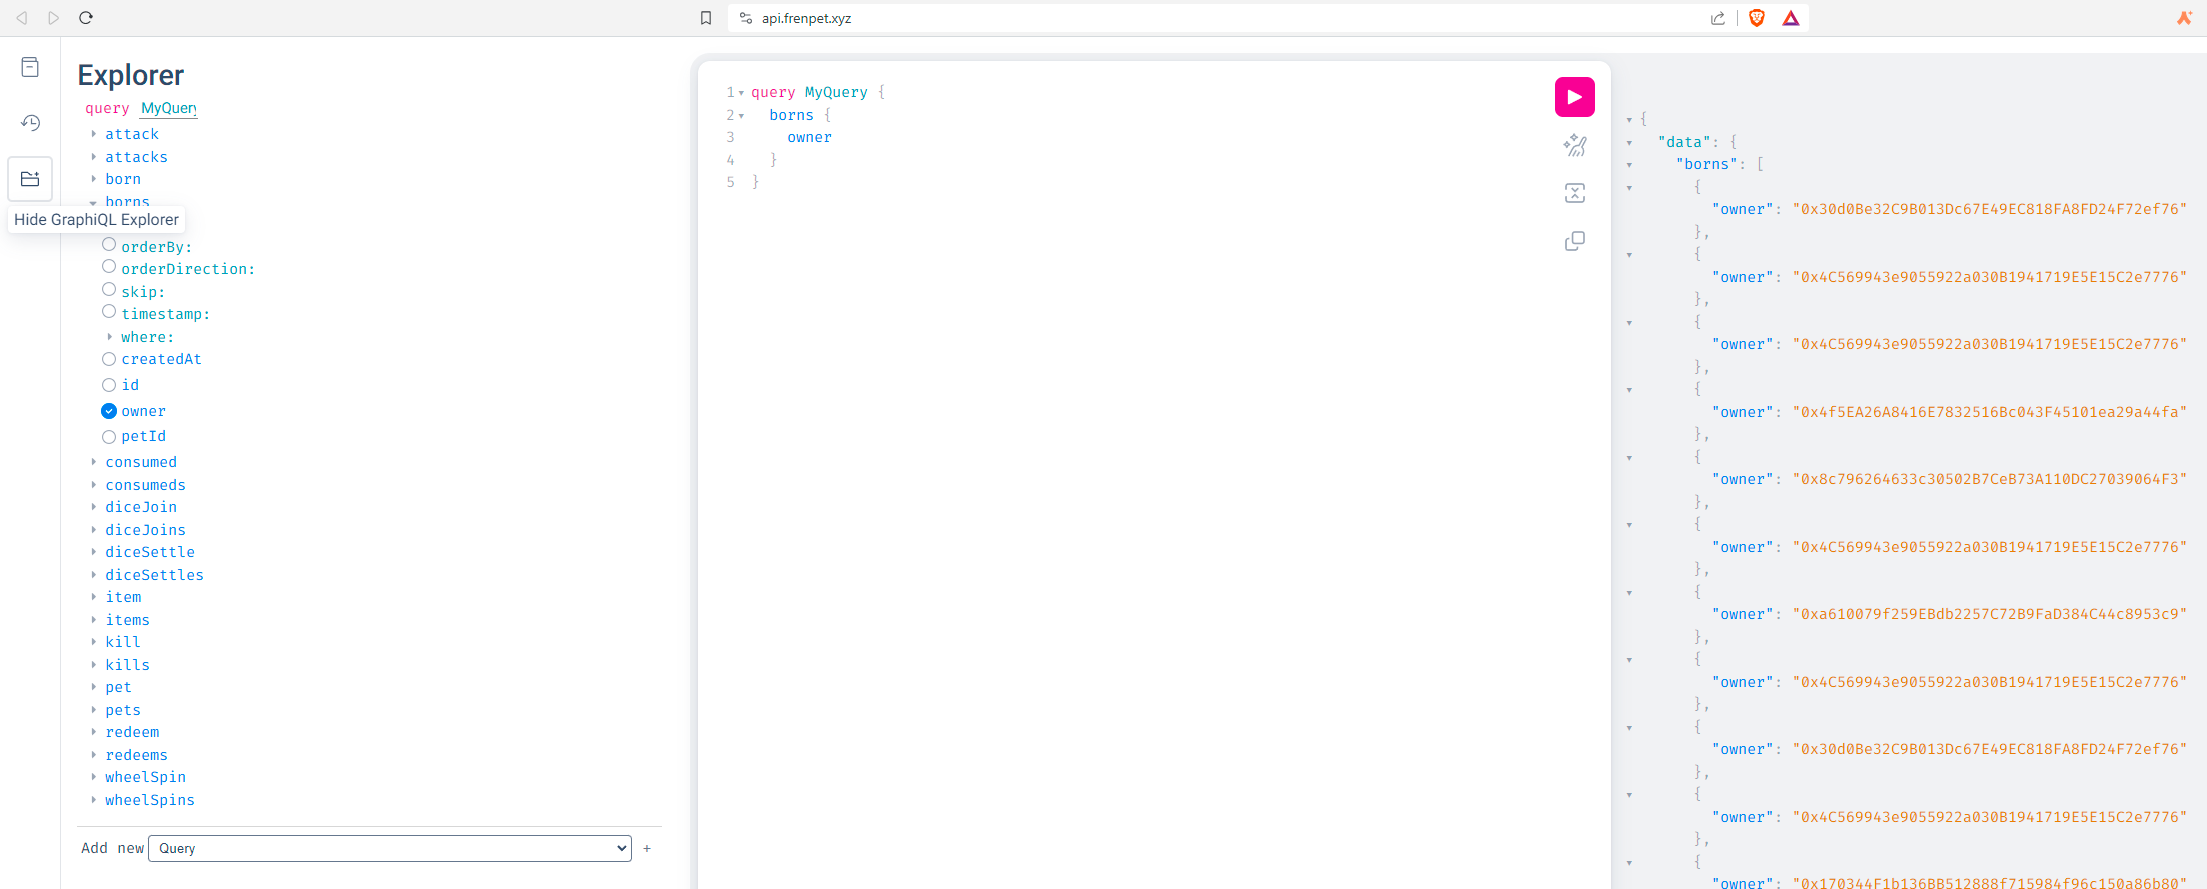 api.frenpet.xyz
Explorer
query MyQuery
attack
attacks
born
borns
Hide GraphiQL Explorer
orderBy:
orderDirection:
skip:
timestamp:
where:
createdAt
id
owner
petId
consumed
consumeds
diceJoin
diceJoins
diceSettle
diceSettles
item
items
kill
kills
pet
pets
redeem
redeems
wheelSpin
wheelSpins
Add new Query +
1 query MyQuery {
2 borns {
3 owner
4 }
5 }
{
"data": {
"borns": [
{
"owner": "0x30d0Be32C9B013Dc67E49EC818FA8FD24F72ef76"
},
{
"owner": "0x4C569943e9055922a030B1941719E5E15C2e7776"
},
{
"owner": "0x4C569943e9055922a030B1941719E5E15C2e7776"
},
{
"owner": "0x4f5EA26A8416E7832516Bc043F45101ea29a44fa"
},
{
"owner": "0x8c796264633c30502B7CeB73A110DC27039064F3"
},
{
"owner": "0x4C569943e9055922a030B1941719E5E15C2e7776"
},
{
"owner": "0xa610079f259EBdb2257C72B9FaD384C44c8953c9"
},
{
"owner": "0x4C569943e9055922a030B1941719E5E15C2e7776"
},
{
"owner": "0x30d0Be32C9B013Dc67E49EC818FA8FD24F72ef76"
},
{
"owner": "0x4C569943e9055922a030B1941719E5E15C2e7776"
},
{
"owner": "0x170344F1b136BB512888f715984f96c150a86b80"